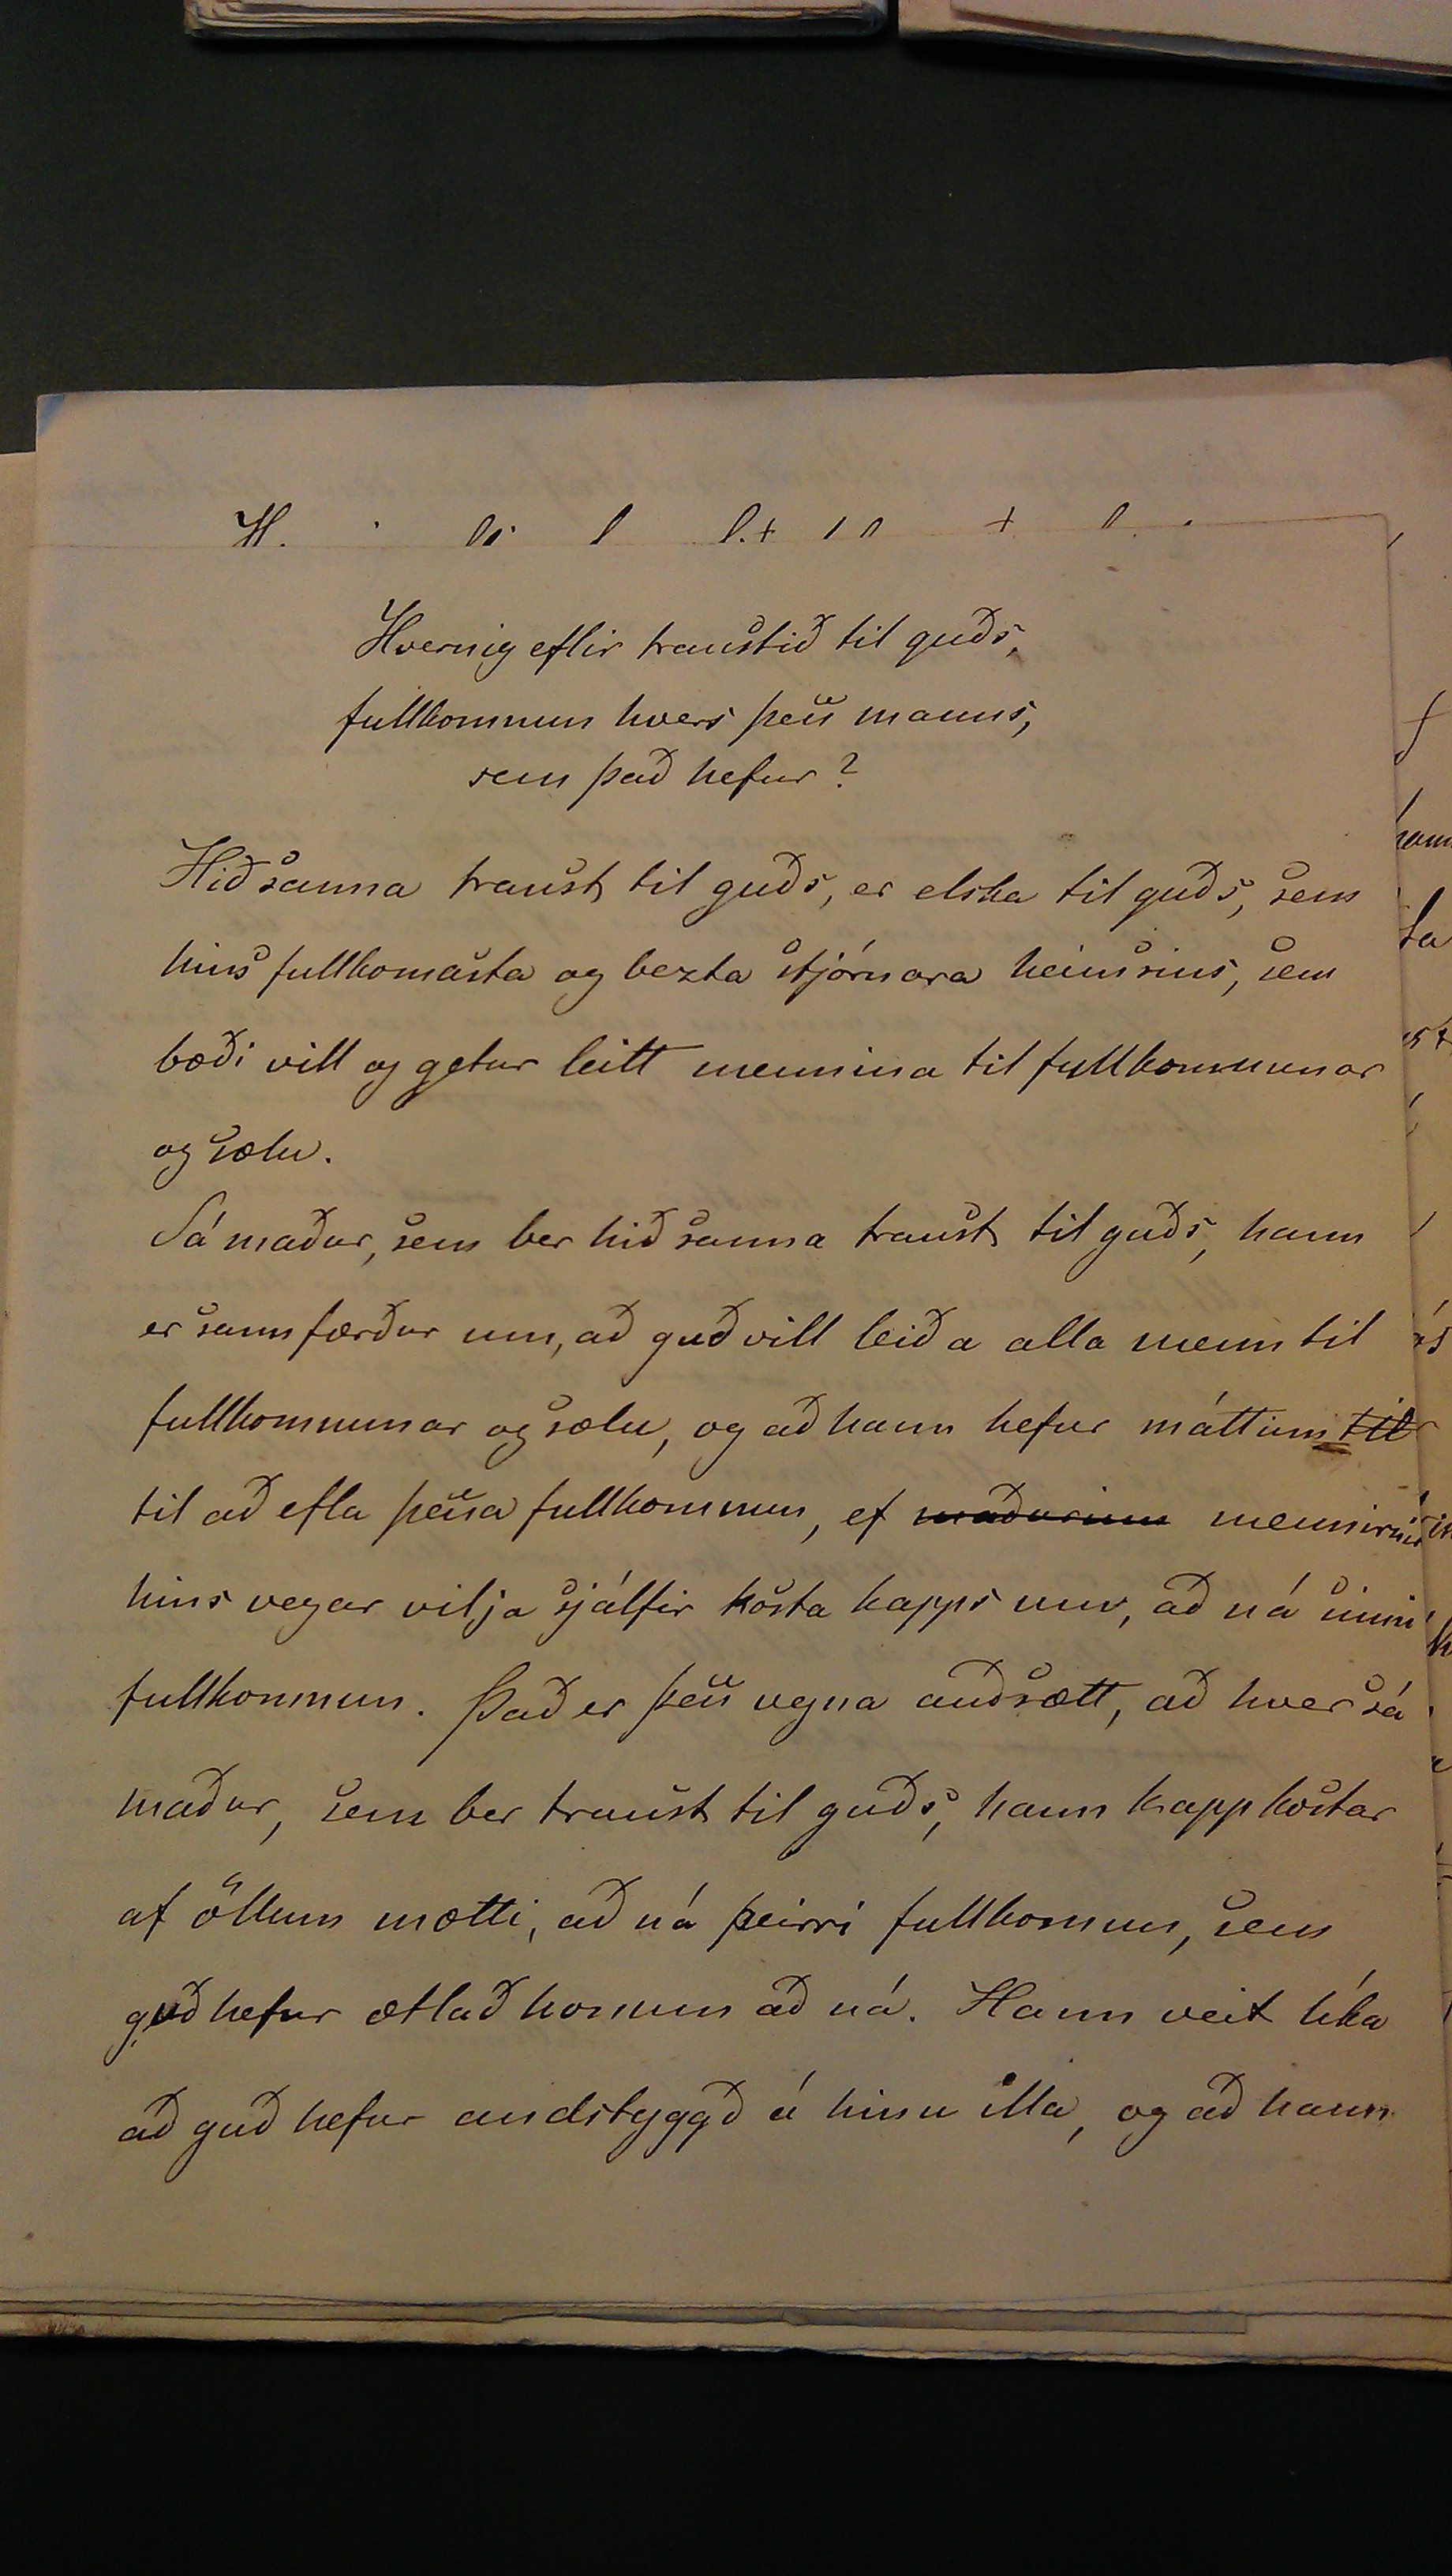 Hvernig eflir traustið til guðs,
fullkomnun hvers þess manns,
sem það hefur?
Hið sanna traust til guðs, er elska til guðs, sem
hins fullkomasta og bezta stjórnara heimsins, sem
bæði vill og getur leitt mennina til fullkomnunar
og sælu.
Sá maður, sem ber hið sanna traust til guðs, hann
er sannfærður um, að guð vill leiða alla menn til
fullkomnunar og sælu, og að hann hefur máttinn til
til að efla þessa fullkomnun, ef maðurinn mennirnir
hins vegar vilja sjálfir kosta kapps um, að ná sinni
fullkomnun. Það er þess vegna auðsætt, að hver sá
maður, sem ber traust til guðs, hann kappkostar
af öllum mætti, að ná þeirri fullkomnun, sem
guð hefur ætlað honum að ná. Hann veit líka
að guð hefur andstyggð á hinu illa, og að hann